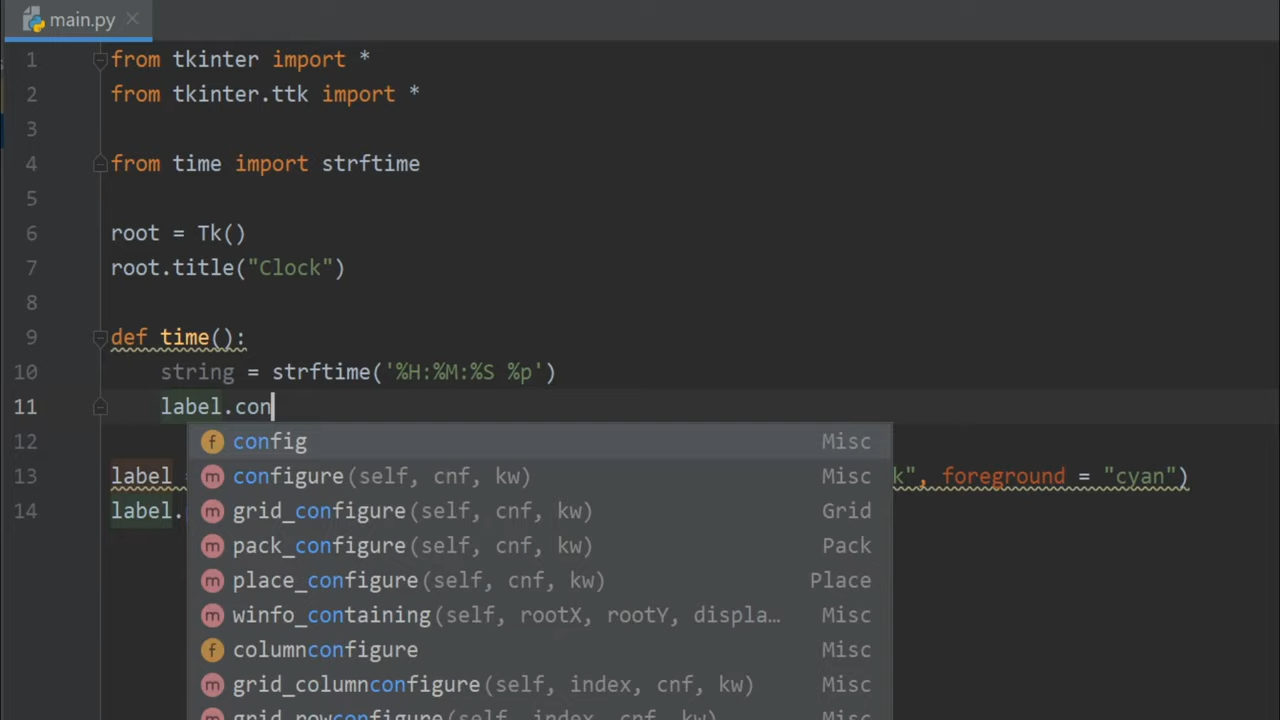 main.py
1 from tkinter import *
2 from tkinter.ttk import *
3
4 from time import strftime
5
6 root = Tk()
7 root.title("Clock")
8
9 def time():
10 string = strftime('%H:%M:%S %p')
11 label.con
12 config Misc
13 label = configure(self, cnf, kw) Misc k", foreground = "cyan")
14 label. grid_configure(self, cnf, kw) Grid
pack_configure(self, cnf, kw) Pack
place_configure(self, cnf, kw) Place
winfo_containing(self, rootX, rootY, displa… Misc
columnconfigure Misc
grid_columnconfigure(self, index, cnf, kw) Misc
grid_rowconfigure(self, index, cnf, kw) Misc